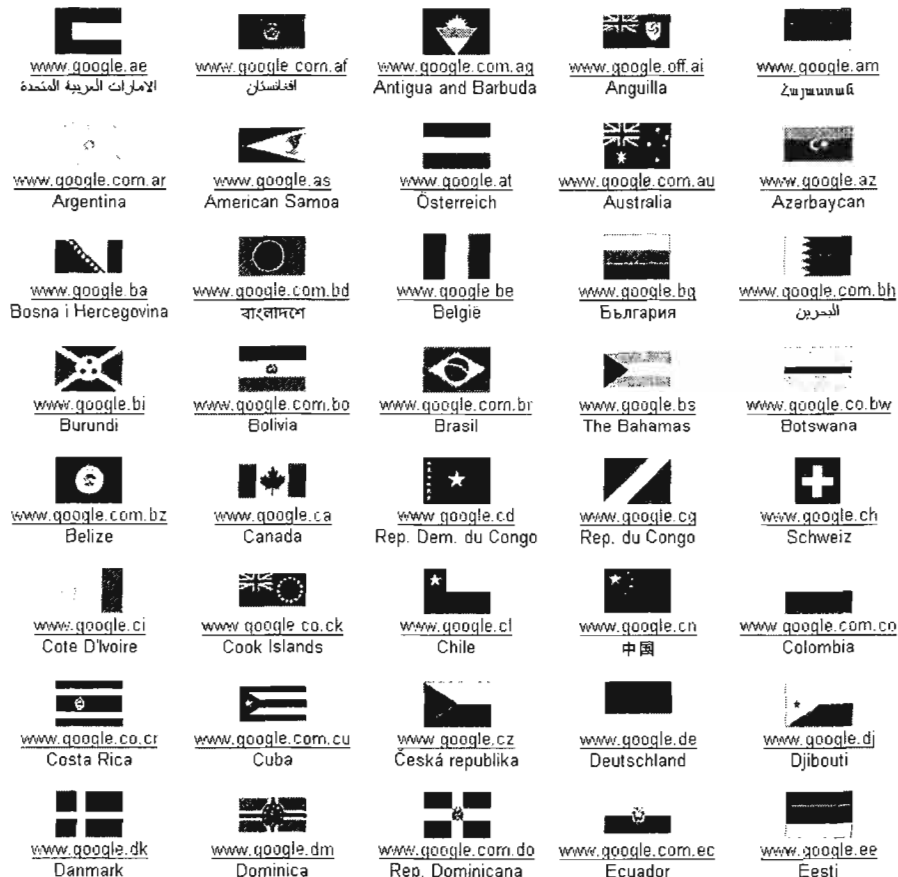 www.google.ae
الامارات العربية المتحدة
www.google.com.af
افغانستان
www.google.com.ag
Antigua and Barbuda
www.google.off.ai
Anguilla
www.google.am
Հայաստան
www.google.com.ar
Argentina
www.google.as
American Samoa
www.google.at
Österreich
www.google.com.au
Australia
www.google.az
Azərbaycan
www.google.ba
Bosna i Hercegovina
www.google.com.bd
বাংলাদেশ
www.google.be
België
www.google.bg
България
www.google.com.bh
البحرين
www.google.bi
Burundi
www.google.com.bo
Bolivia
www.google.com.br
Brasil
www.google.bs
The Bahamas
www.google.co.bw
Botswana
www.google.com.bz
Belize
www.google.ca
Canada
www.google.cd
Rep. Dem. du Congo
www.google.cg
Rep. du Congo
www.google.ch
Schweiz
www.google.ci
Cote D'Ivoire
www.google.co.ck
Cook Islands
www.google.cl
Chile
www.google.cn
中国
www.google.com.co
Colombia
www.google.co.cr
Costa Rica
www.google.com.cu
Cuba
www.google.cz
Česká republika
www.google.de
Deutschland
www.google.dj
Djibouti
www.google.dk
Danmark
www.google.dm
Dominica
www.google.com.do
Rep. Dominicana
www.google.com.ec
Ecuador
www.google.ee
Eesti